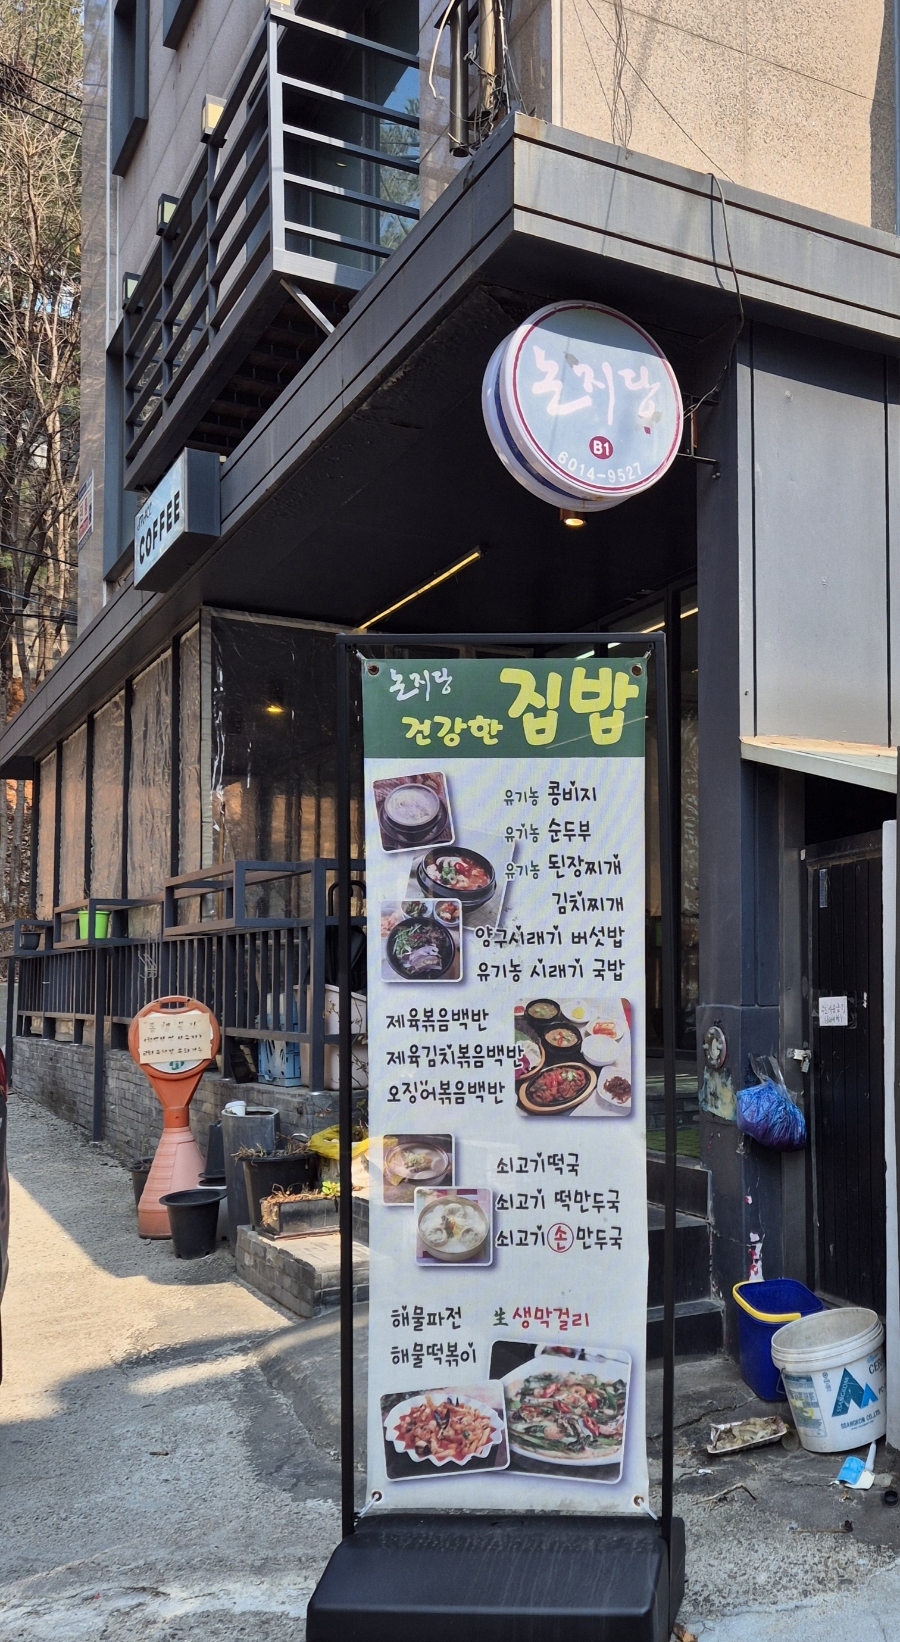 논지당
B1
6014-9527
COFFEE
논지당
건강한 집밥
유기농 콩비지
유기농 순두부
유기농 된장찌개
김치찌개
양구시래기 버섯밥
유기농 시래기 국밥
제육볶음백반
제육김치볶음백반
오징어볶음백반
쇠고기떡국
쇠고기 떡만두국
쇠고기 손만두국
해물파전
生생막걸리
해물떡볶이
SSANGKOM CO.,LTD